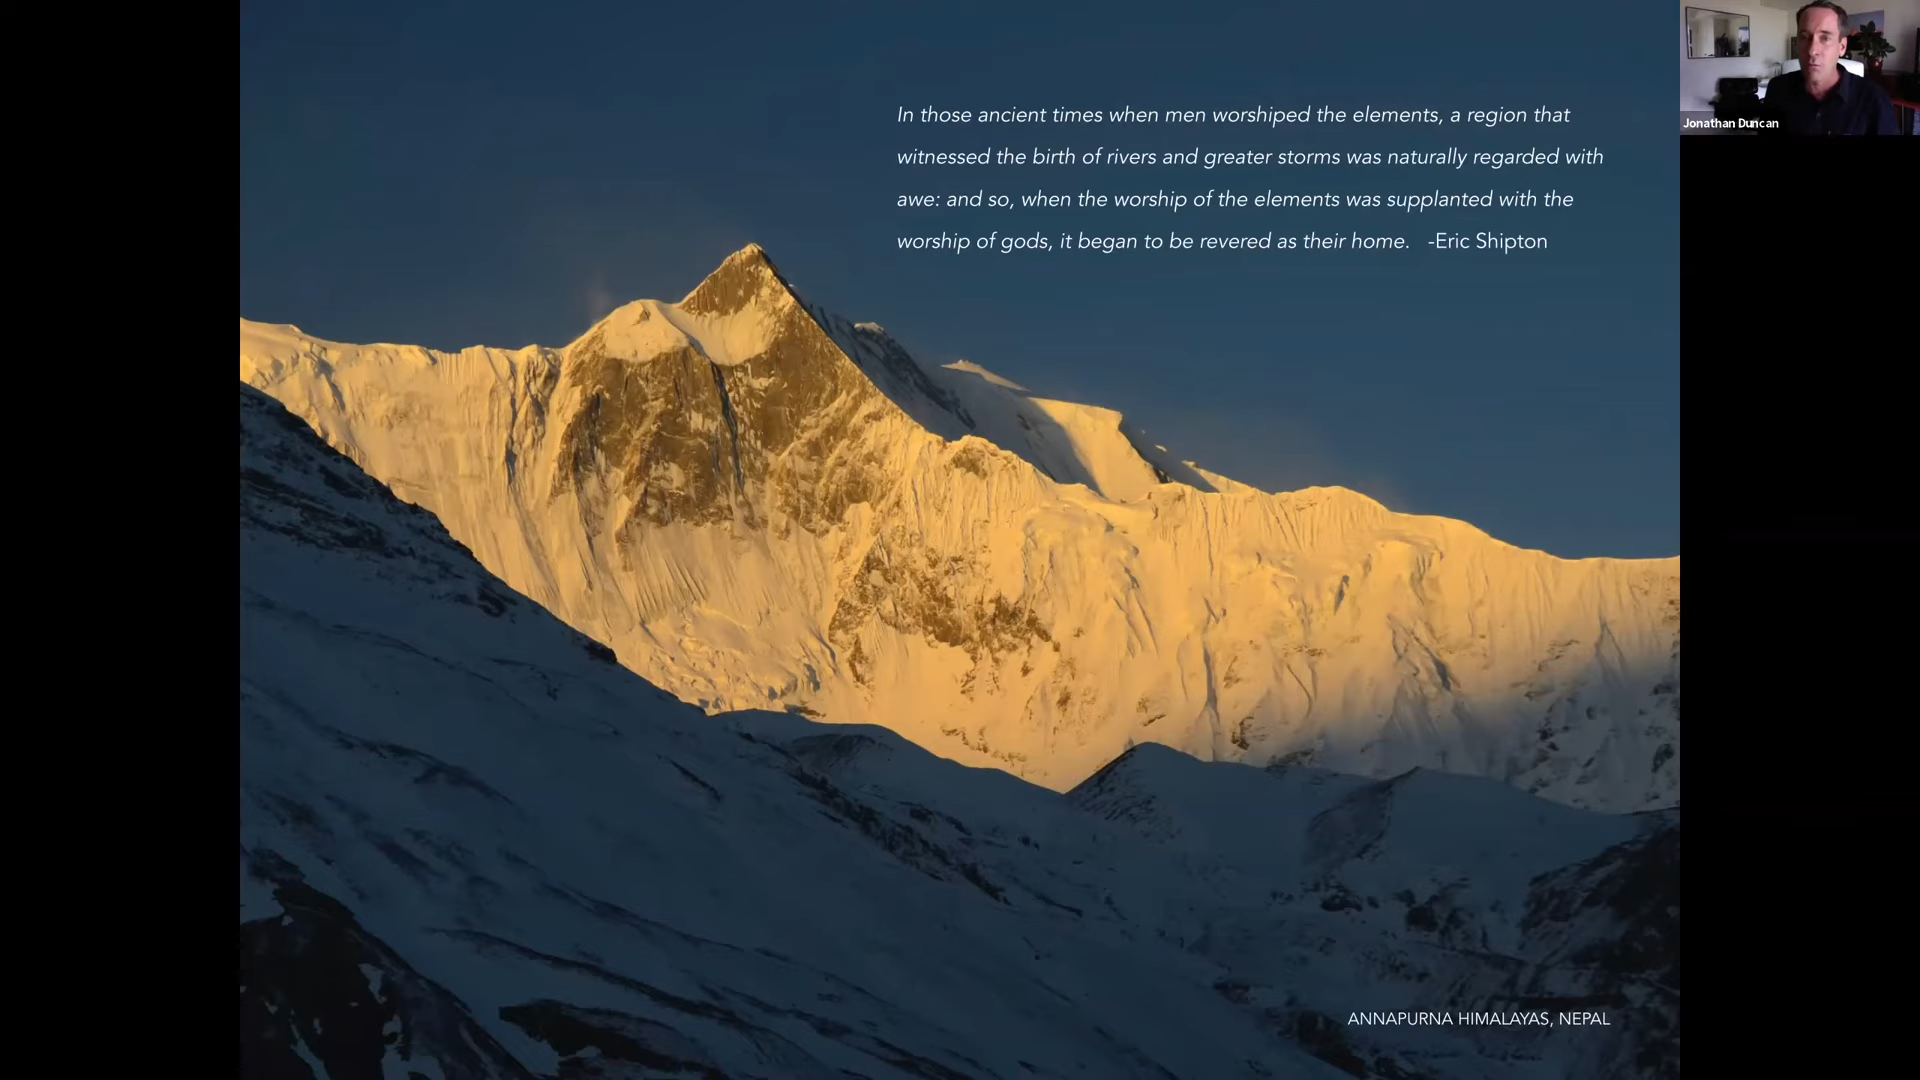 In those ancient times when men worshiped the elements, a region that
witnessed the birth of rivers and greater storms was naturally regarded with
awe: and so, when the worship of the elements was supplanted with the
worship of gods, it began to be revered as their home. -Eric Shipton
Jonathan Duncan
ANNAPURNA HIMALAYAS, NEPAL